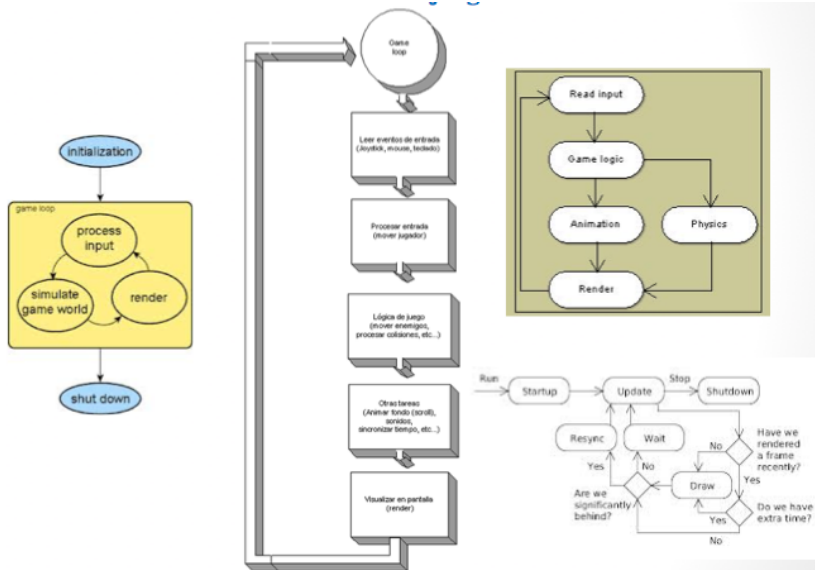 initialization
game loop
process
input
simulate
game world
render
shut down
Game
loop
Leer eventos de entrada
(Joystick, mouse, teclado)
Procesar entrada
(mover jugador)
Lógica de juego
(mover enemigos,
procesar colisiones, etc...)
Otras tareas
(Animar fondo (scroll),
sonidos,
sincronizar tiempo, etc...)
Visualizar en pantalla
(render)
Read input
Game logic
Animation
Physics
Render
Run
Startup
Update
Stop
Shutdown
Resync
Wait
Have we
rendered
a frame
recently?
No
Yes
No
Draw
Yes
Are we
significantly
behind?
Yes
Do we have
extra time?
No